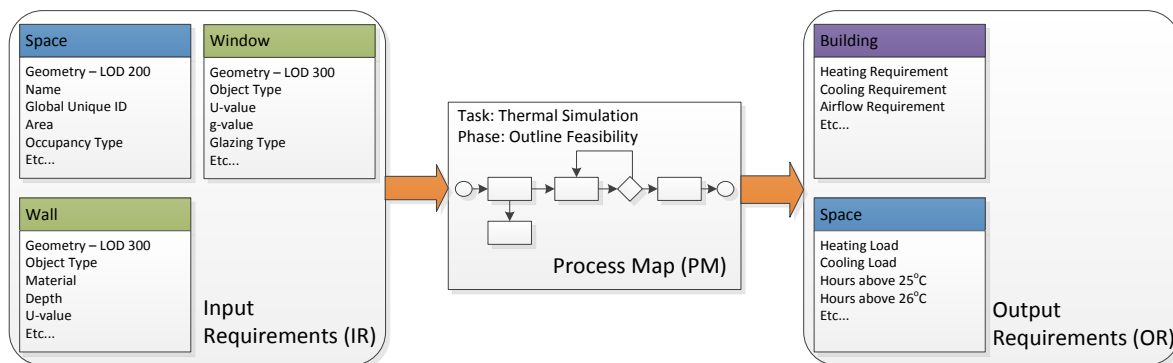 Space
Geometry – LOD 200
Name
Global Unique ID
Area
Occupancy Type
Etc...
Window
Geometry – LOD 300
Object Type
U-value
g-value
Glazing Type
Etc...
Wall
Geometry – LOD 300
Object Type
Material
Depth
U-value
Etc...
Input
Requirements (IR)
Task: Thermal Simulation
Phase: Outline Feasibility
Process Map (PM)
Building
Heating Requirement
Cooling Requirement
Airflow Requirement
Etc...
Space
Heating Load
Cooling Load
Hours above 25°C
Hours above 26°C
Etc...
Output
Requirements (OR)